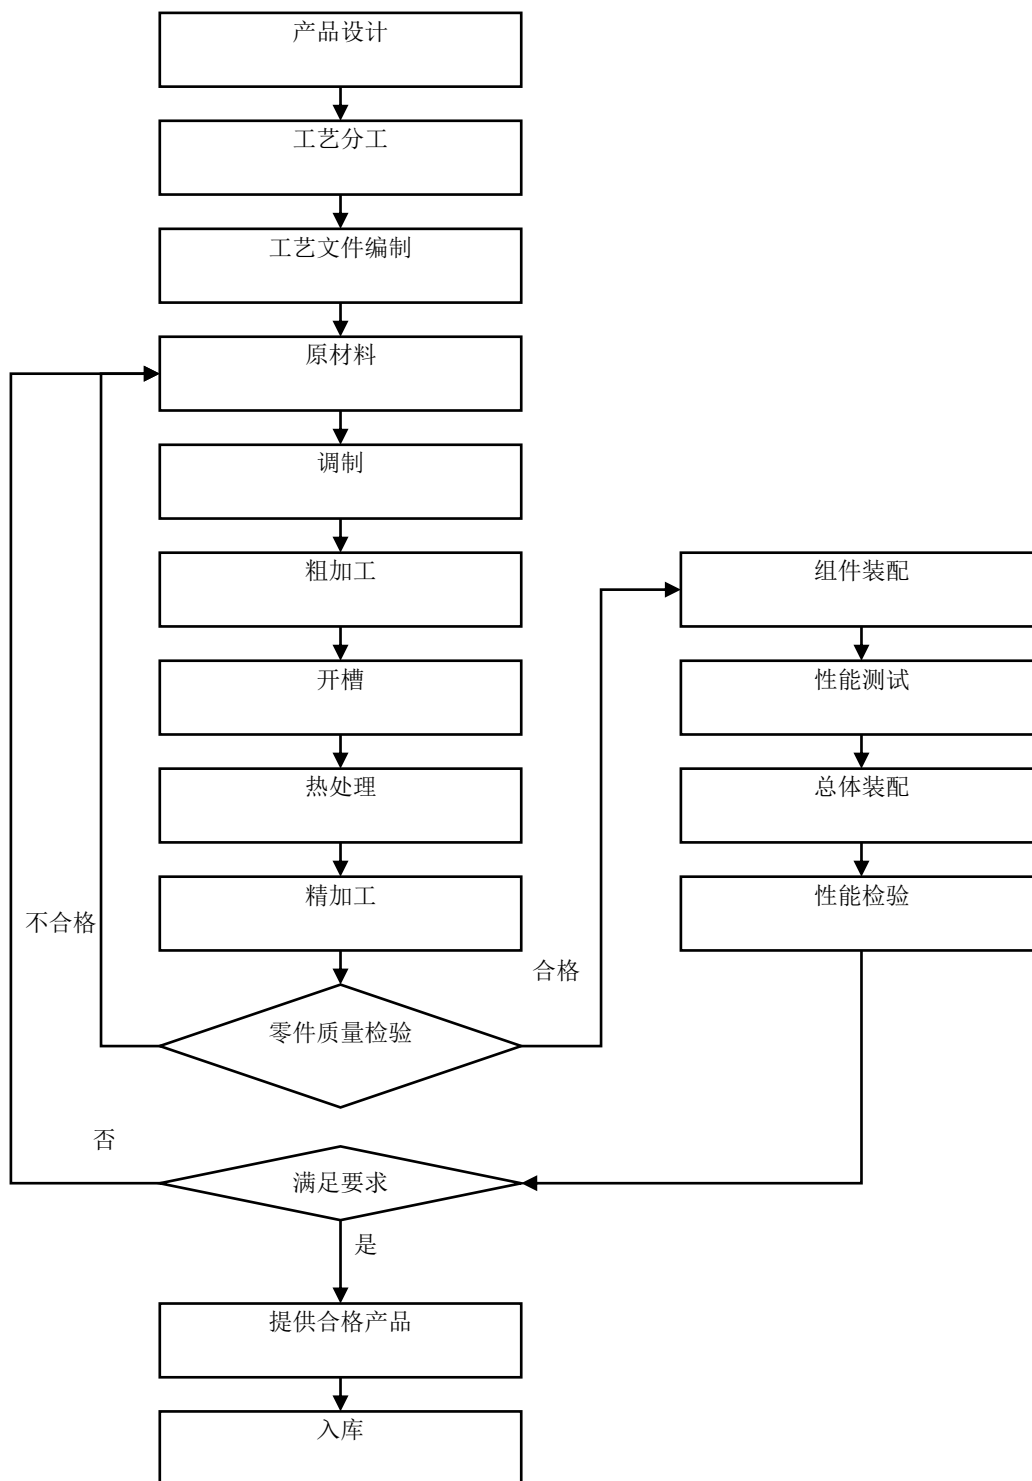 产品设计
工艺分工
工艺文件编制
原材料
调制
粗加工
开槽
热处理
精加工
不合格
零件质量检验
合格
组件装配
性能测试
总体装配
性能检验
否
满足要求
是
提供合格产品
入库